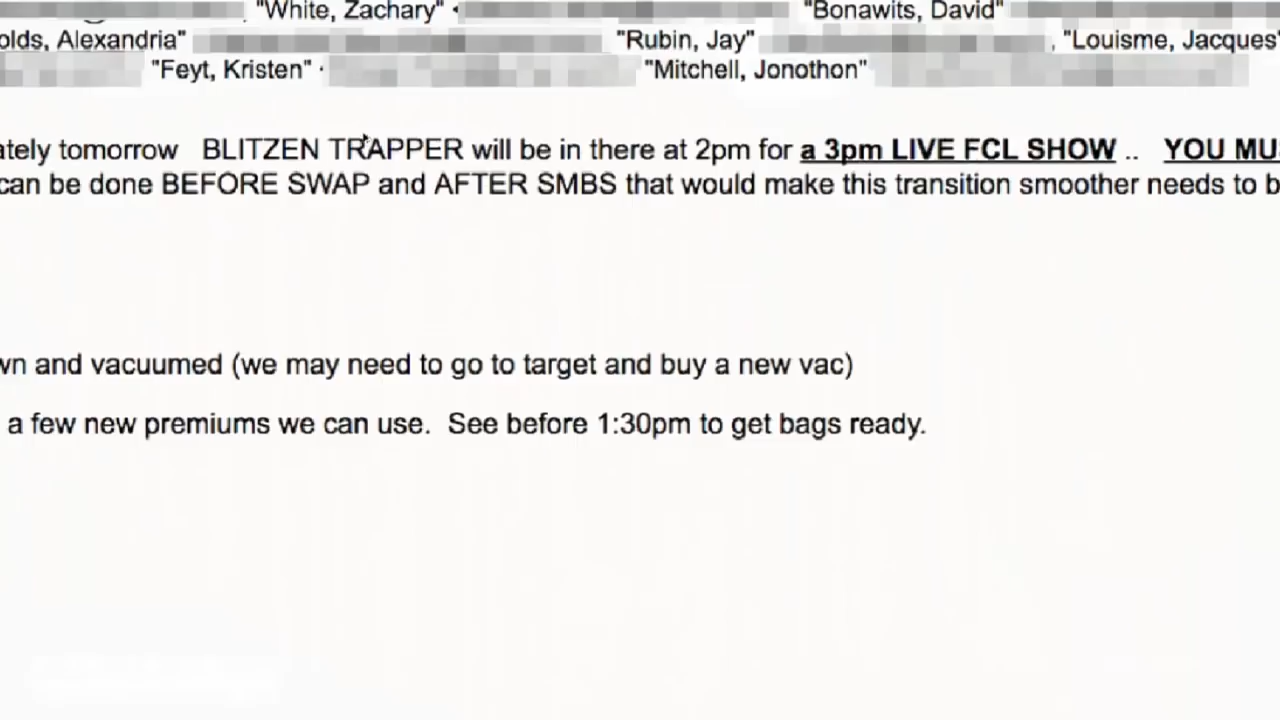 "White, Zachary" "Bonawits, David"
olds, Alexandria" "Rubin, Jay" , "Louisme, Jacques"
"Feyt, Kristen" "Mitchell, Jonothon"
ately tomorrow BLITZEN TRAPPER will be in there at 2pm for a 3pm LIVE FCL SHOW .. YOU MU
can be done BEFORE SWAP and AFTER SMBS that would make this transition smoother needs to b
wn and vacuumed (we may need to go to target and buy a new vac)
a few new premiums we can use. See before 1:30pm to get bags ready.